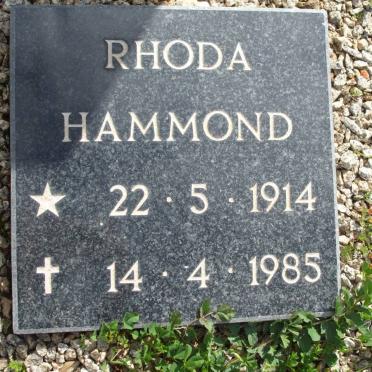 RHODA
HAMMOND
★ 22 · 5 · 1914
✝ 14 · 4 · 1985